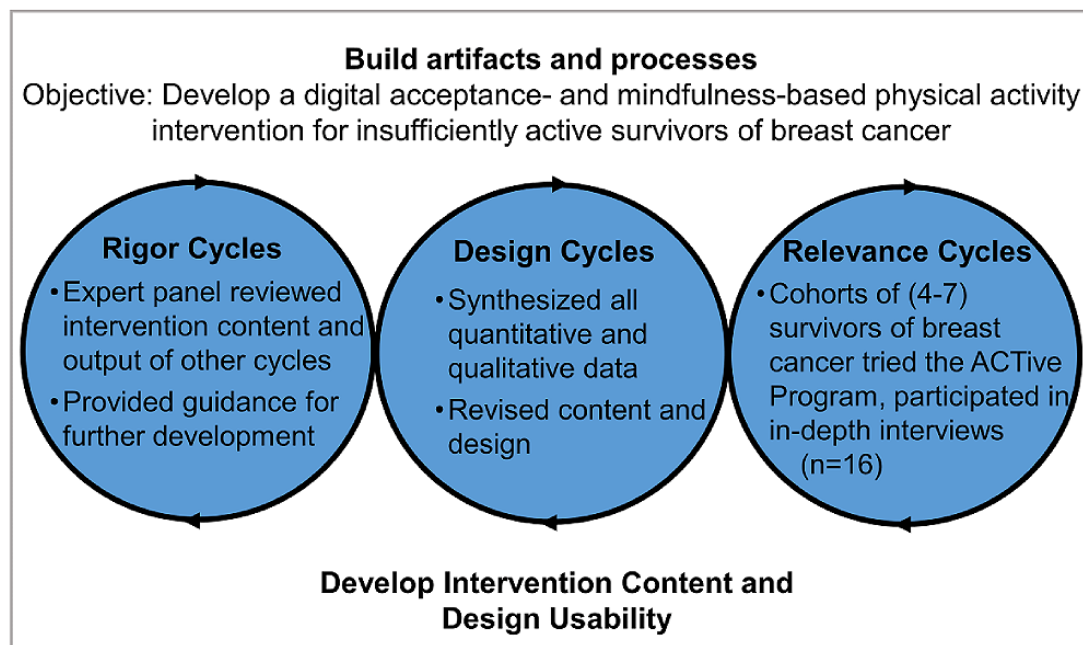 Build artifacts and processes
Objective: Develop a digital acceptance- and mindfulness-based physical activity
intervention for insufficiently active survivors of breast cancer
Rigor Cycles
•Expert panel reviewed
intervention content and
output of other cycles
•Provided guidance for
further development
Design Cycles
•Synthesized all
quantitative and
qualitative data
•Revised content and
design
Relevance Cycles
•Cohorts of (4-7)
survivors of breast
cancer tried the ACTive
Program, participated in
in-depth interviews
(n=16)
Develop Intervention Content and
Design Usability